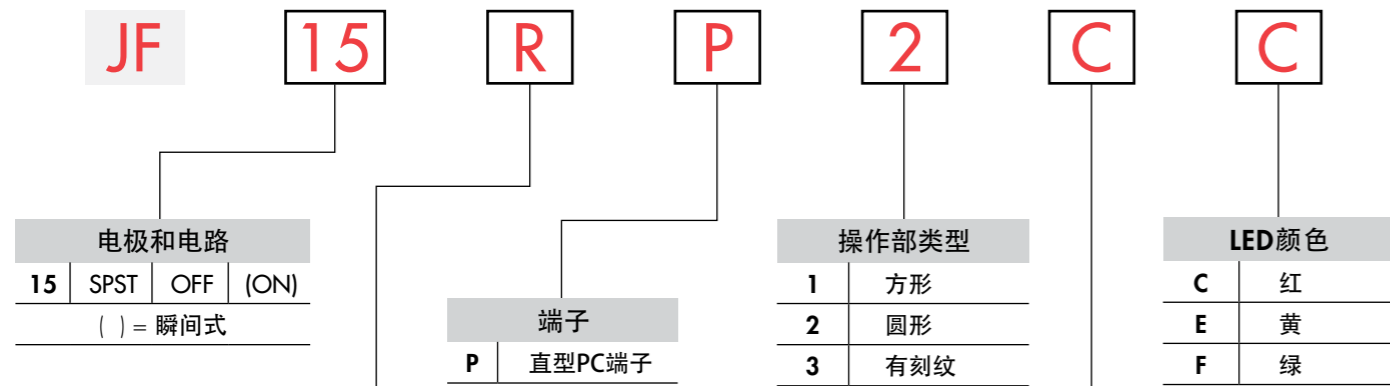 JF 15 R P 2 C C
电极和电路
15 SPST OFF (ON)
( ) = 瞬间式
端子
P 直型PC端子
操作部类型
1 方形
2 圆形
3 有刻纹
LED颜色
C 红
E 黄
F 绿